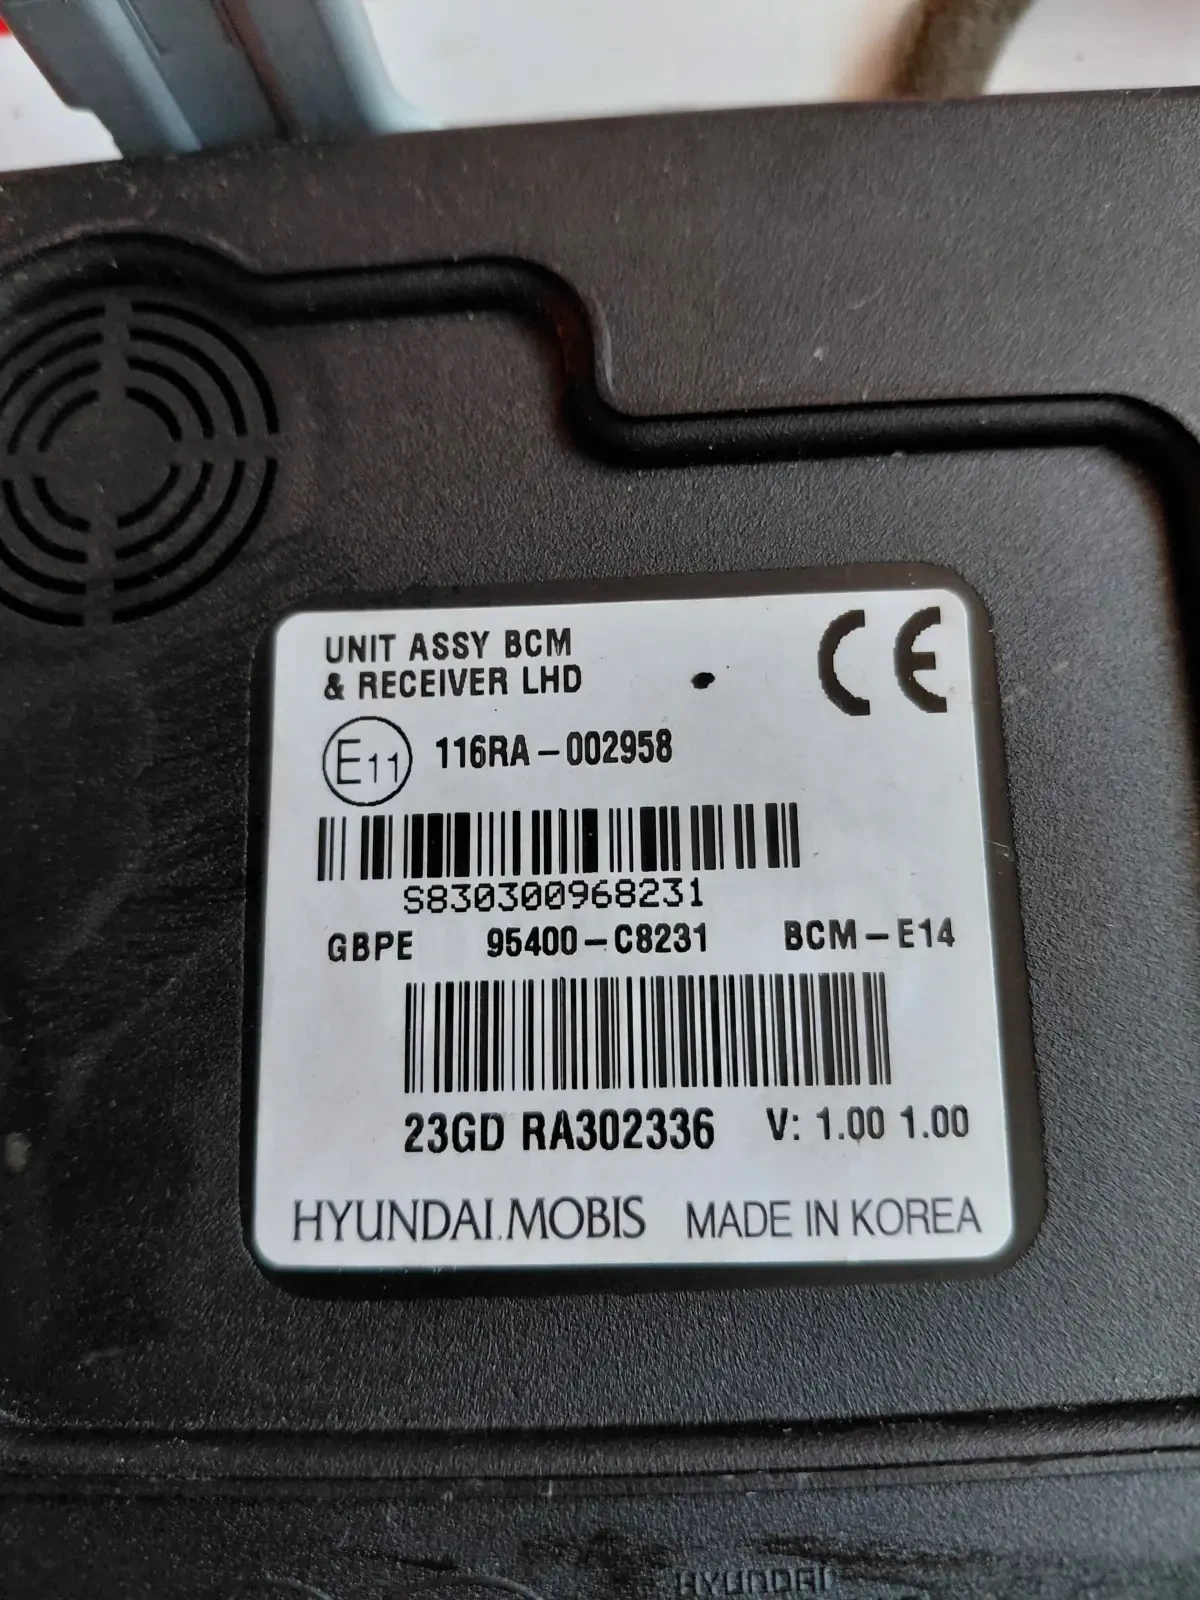 UNIT ASSY BCM
& RECEIVER LHD
CE
E11 116RA-002958
S830300968231
GBPE 95400-C8231 BCM-E14
23GD RA302336 V: 1.00 1.00
HYUNDAI MOBIS MADE IN KOREA
HYUNDAI